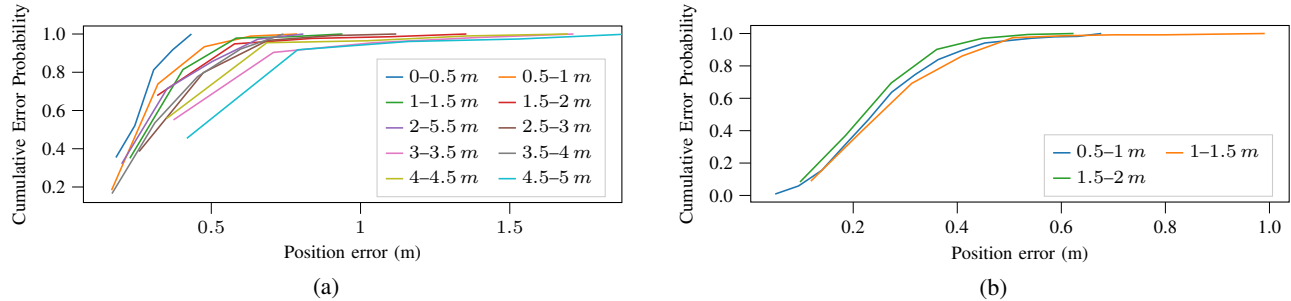 Cumulative Error Probability
1.0
0.8
0.6
0.4
0.2
0–0.5 m 0.5–1 m
1–1.5 m 1.5–2 m
2–5.5 m 2.5–3 m
3–3.5 m 3.5–4 m
4–4.5 m 4.5–5 m
0.5 1 1.5
Position error (m)
(a)
Cumulative Error Probability
1.0
0.8
0.6
0.4
0.2
0.0
0.5–1 m 1–1.5 m
1.5–2 m
0.2 0.4 0.6 0.8 1.0
Position error (m)
(b)